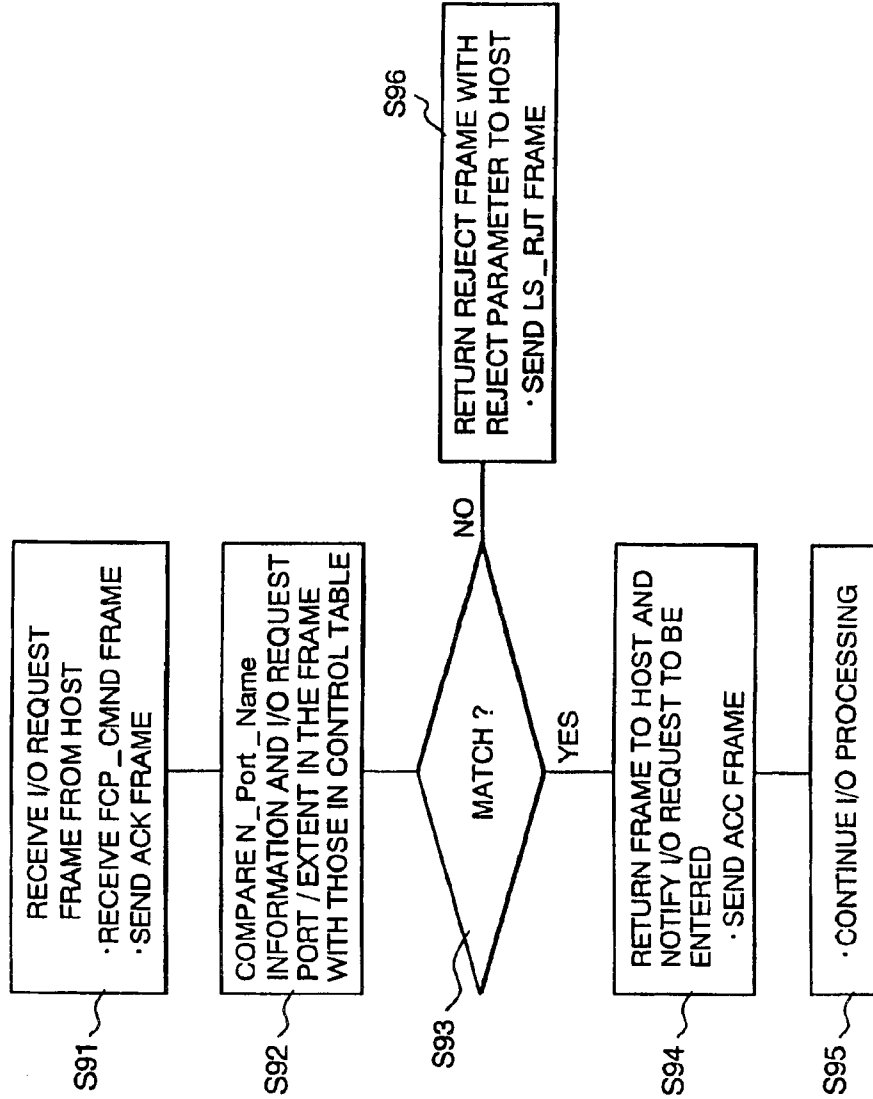 S91
RECEIVE I/O REQUEST
FRAME FROM HOST
·RECEIVE FCP_CMND FRAME
·SEND ACK FRAME
S92
COMPARE N_Port_Name
INFORMATION AND I/O REQUEST
PORT / EXTENT IN THE FRAME
WITH THOSE IN CONTROL TABLE
S93
MATCH ?
NO
YES
S96
RETURN REJECT FRAME WITH
REJECT PARAMETER TO HOST
·SEND LS_RJT FRAME
S94
RETURN FRAME TO HOST AND
NOTIFY I/O REQUEST TO BE
ENTERED
·SEND ACC FRAME
S95
·CONTINUE I/O PROCESSING